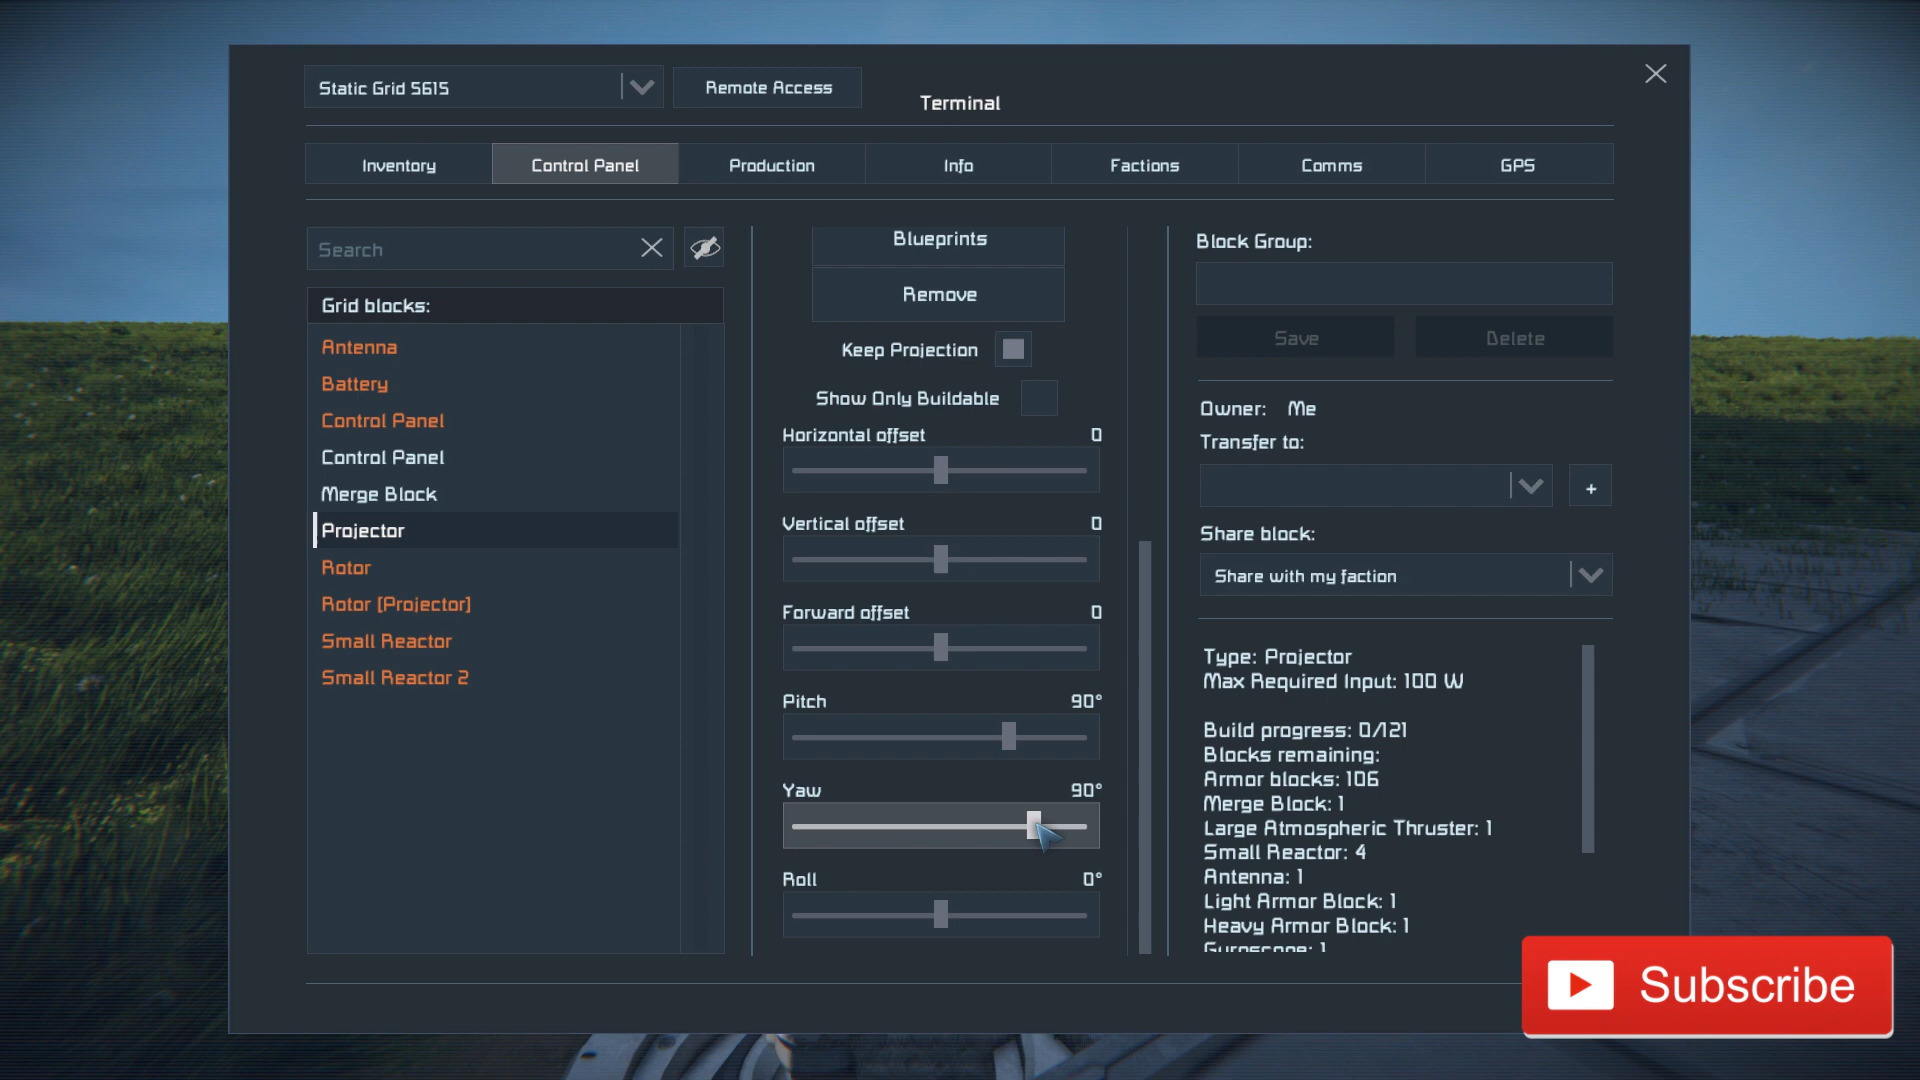 Static Grid 5615
Remote Access
Terminal
Inventory
Control Panel
Production
Info
Factions
Comms
GPS
Search
Grid blocks:
Antenna
Battery
Control Panel
Control Panel
Merge Block
Projector
Rotor
Rotor [Projector]
Small Reactor
Small Reactor 2
Blueprints
Remove
Keep Projection
Show Only Buildable
Horizontal offset 0
Vertical offset 0
Forward offset 0
Pitch 90°
Yaw 90°
Roll 0°
Block Group:
Save
Delete
Owner: Me
Transfer to:
+
Share block:
Share with my faction
Type: Projector
Max Required Input: 100 W
Build progress: 0/121
Blocks remaining:
Armor blocks: 106
Merge Block: 1
Large Atmospheric Thruster: 1
Small Reactor: 4
Antenna: 1
Light Armor Block: 1
Heavy Armor Block: 1
Gyroscope: 1
Subscribe